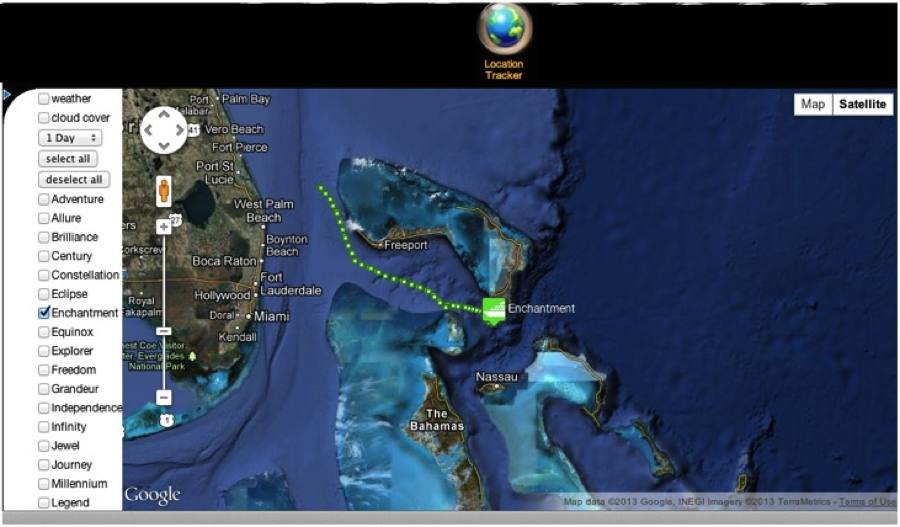 Location
Tracker
weather
cloud cover
1 Day
select all
deselect all
Adventure
Allure
Brilliance
Century
Constellation
Eclipse
Enchantment
Equinox
Explorer
Freedom
Grandeur
Independence
Infinity
Jewel
Journey
Millennium
Legend
Map
Satellite
Port
Malabar
Palm Bay
Vero Beach
Fort Pierce
Port St
Lucie
27
West Palm
Beach
Boynton
Beach
Boca Raton
Fort
Lauderdale
Hollywood
Royal
Doral
Miami
Kendall
National Park
1
Freeport
Enchantment
Nassau
The
Bahamas
Google
Map data ©2013 Google, INEGI Imagery ©2013 TerraMetrics - Terms of Use